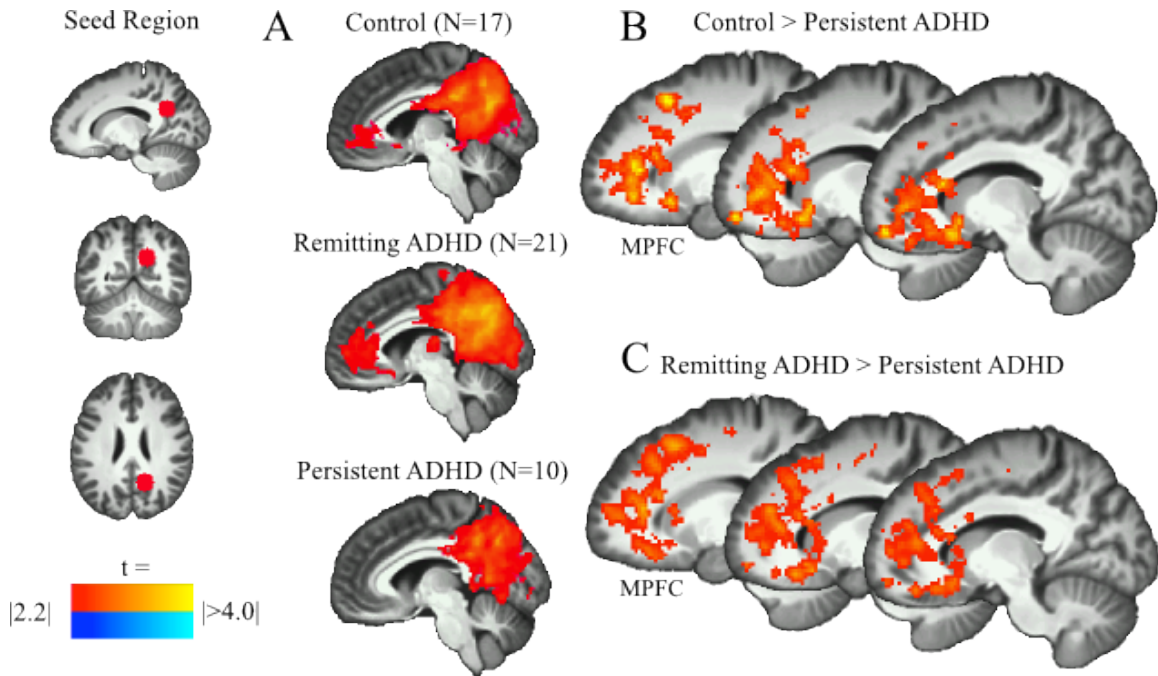 Seed Region
t =
|2.2|
|>4.0|
A
Control (N=17)
Remitting ADHD (N=21)
Persistent ADHD (N=10)
B
Control > Persistent ADHD
MPFC
C
Remitting ADHD > Persistent ADHD
MPFC